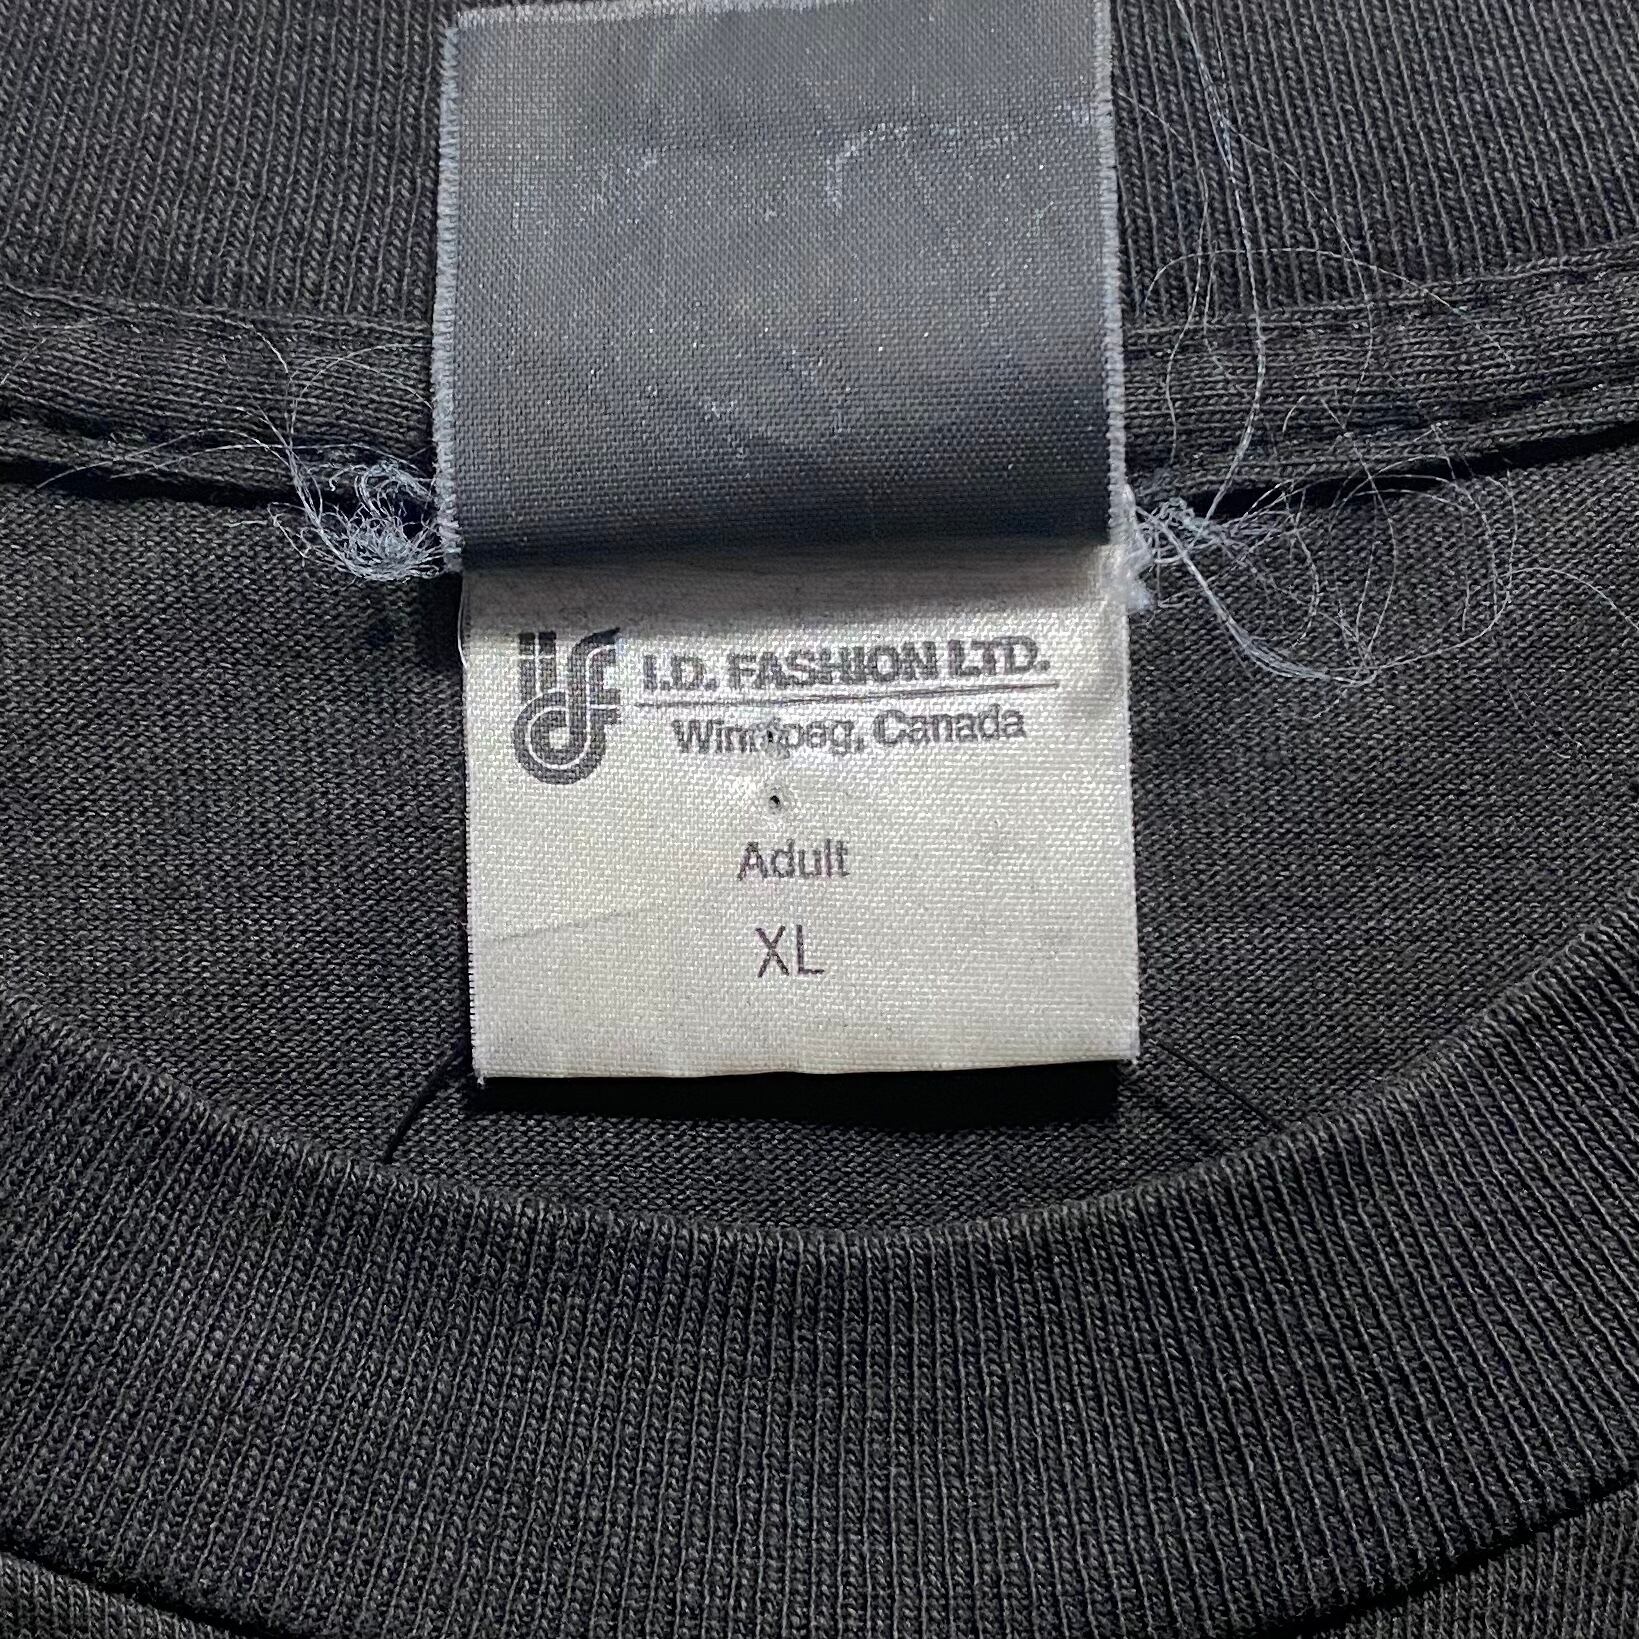 I.D. FASHION LTD.
Winnipeg, Canada
Adult
XL